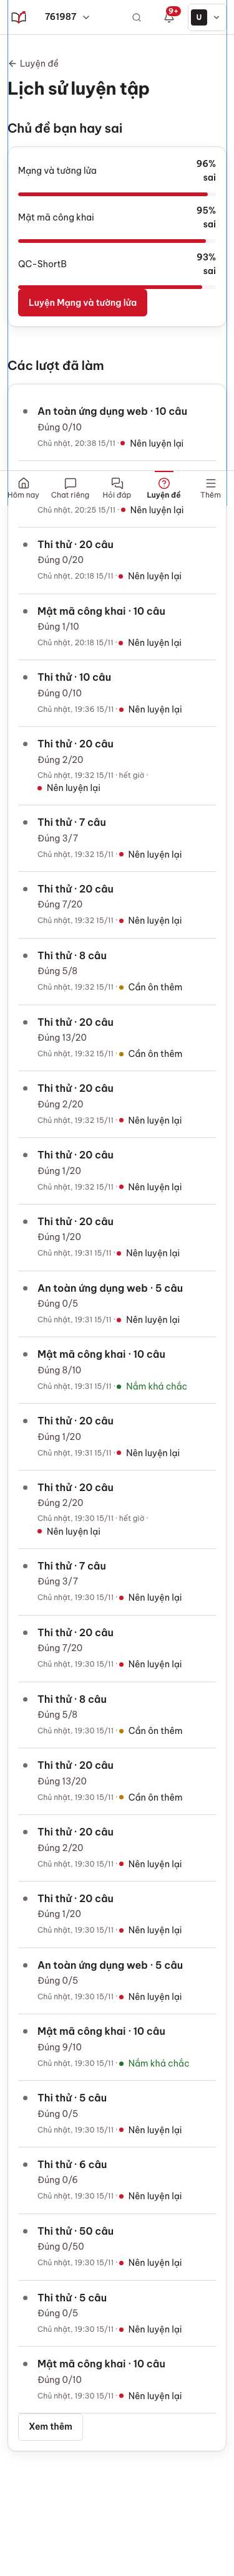 761987
9+
U
← Luyện đề
Lịch sử luyện tập
Chủ đề bạn hay sai
Mạng và tường lửa
96%
sai
Mật mã công khai
95%
sai
QC-ShortB
93%
sai
Luyện Mạng và tường lửa
Các lượt đã làm
An toàn ứng dụng web · 10 câu
Đúng 0/10
Chủ nhật, 20:38 15/11 · Nên luyện lại
Hôm nay
Chat riêng
Hỏi đáp
Luyện đề
Thêm
Chủ nhật, 20:25 15/11 · Nên luyện lại
Thi thử · 20 câu
Đúng 0/20
Chủ nhật, 20:18 15/11 · Nên luyện lại
Mật mã công khai · 10 câu
Đúng 1/10
Chủ nhật, 20:18 15/11 · Nên luyện lại
Thi thử · 10 câu
Đúng 0/10
Chủ nhật, 19:36 15/11 · Nên luyện lại
Thi thử · 20 câu
Đúng 2/20
Chủ nhật, 19:32 15/11 · hết giờ ·
Nên luyện lại
Thi thử · 7 câu
Đúng 3/7
Chủ nhật, 19:32 15/11 · Nên luyện lại
Thi thử · 20 câu
Đúng 7/20
Chủ nhật, 19:32 15/11 · Nên luyện lại
Thi thử · 8 câu
Đúng 5/8
Chủ nhật, 19:32 15/11 · Cần ôn thêm
Thi thử · 20 câu
Đúng 13/20
Chủ nhật, 19:32 15/11 · Cần ôn thêm
Thi thử · 20 câu
Đúng 2/20
Chủ nhật, 19:32 15/11 · Nên luyện lại
Thi thử · 20 câu
Đúng 1/20
Chủ nhật, 19:32 15/11 · Nên luyện lại
Thi thử · 20 câu
Đúng 1/20
Chủ nhật, 19:31 15/11 · Nên luyện lại
An toàn ứng dụng web · 5 câu
Đúng 0/5
Chủ nhật, 19:31 15/11 · Nên luyện lại
Mật mã công khai · 10 câu
Đúng 8/10
Chủ nhật, 19:31 15/11 · Nắm khá chắc
Thi thử · 20 câu
Đúng 1/20
Chủ nhật, 19:31 15/11 · Nên luyện lại
Thi thử · 20 câu
Đúng 2/20
Chủ nhật, 19:30 15/11 · hết giờ ·
Nên luyện lại
Thi thử · 7 câu
Đúng 3/7
Chủ nhật, 19:30 15/11 · Nên luyện lại
Thi thử · 20 câu
Đúng 7/20
Chủ nhật, 19:30 15/11 · Nên luyện lại
Thi thử · 8 câu
Đúng 5/8
Chủ nhật, 19:30 15/11 · Cần ôn thêm
Thi thử · 20 câu
Đúng 13/20
Chủ nhật, 19:30 15/11 · Cần ôn thêm
Thi thử · 20 câu
Đúng 2/20
Chủ nhật, 19:30 15/11 · Nên luyện lại
Thi thử · 20 câu
Đúng 1/20
Chủ nhật, 19:30 15/11 · Nên luyện lại
An toàn ứng dụng web · 5 câu
Đúng 0/5
Chủ nhật, 19:30 15/11 · Nên luyện lại
Mật mã công khai · 10 câu
Đúng 9/10
Chủ nhật, 19:30 15/11 · Nắm khá chắc
Thi thử · 5 câu
Đúng 0/5
Chủ nhật, 19:30 15/11 · Nên luyện lại
Thi thử · 6 câu
Đúng 0/6
Chủ nhật, 19:30 15/11 · Nên luyện lại
Thi thử · 50 câu
Đúng 0/50
Chủ nhật, 19:30 15/11 · Nên luyện lại
Thi thử · 5 câu
Đúng 0/5
Chủ nhật, 19:30 15/11 · Nên luyện lại
Mật mã công khai · 10 câu
Đúng 0/10
Chủ nhật, 19:30 15/11 · Nên luyện lại
Xem thêm